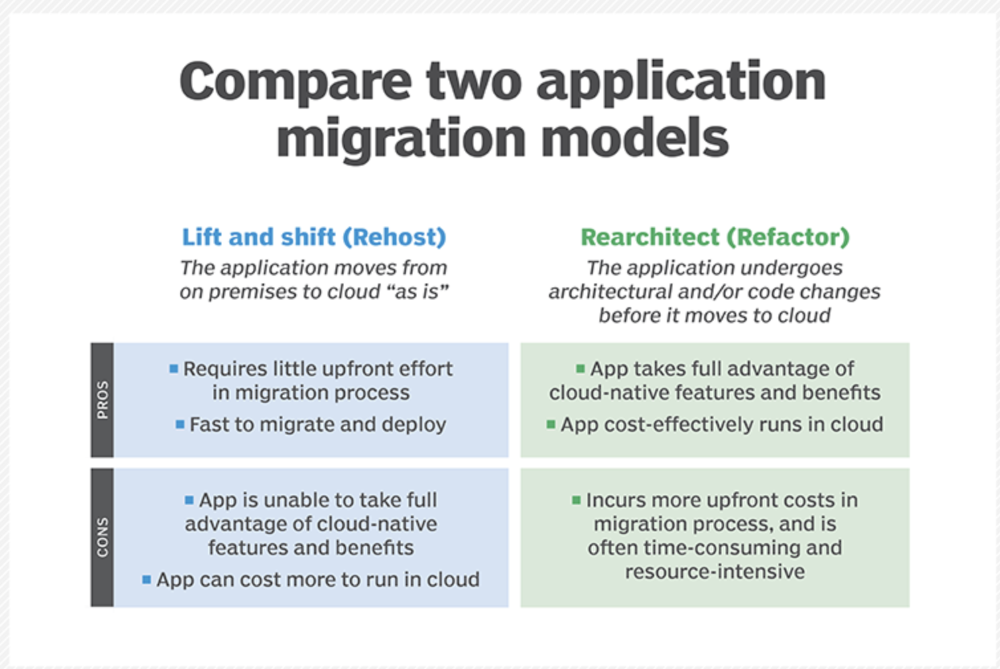 Compare two application
migration models
Lift and shift (Rehost)
The application moves from
on premises to cloud “as is”
Rearchitect (Refactor)
The application undergoes
architectural and/or code changes
before it moves to cloud
PROS
■ Requires little upfront effort
in migration process
■ Fast to migrate and deploy
■ App takes full advantage of
cloud-native features and benefits
■ App cost-effectively runs in cloud
CONS
■ App is unable to take full
advantage of cloud-native
features and benefits
■ App can cost more to run in cloud
■ Incurs more upfront costs in
migration process, and is
often time-consuming and
resource-intensive